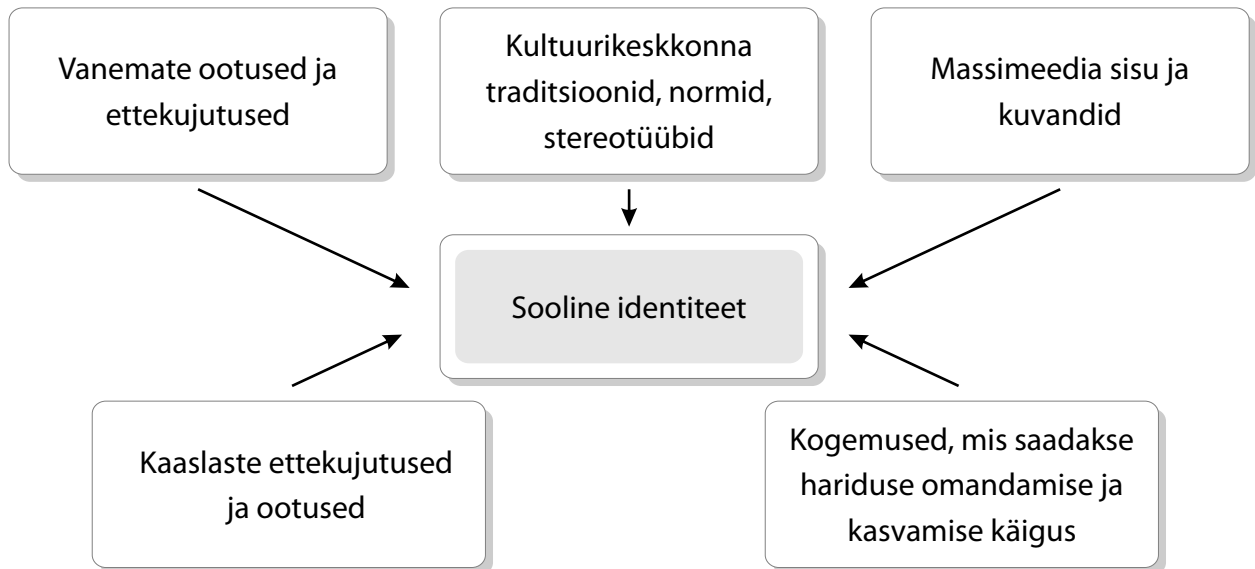 Vanemate ootused ja
ettekujutused
Kultuurikeskkonna
traditsioonid, normid,
stereotüübid
Massimeedia sisu ja
kuvandid
Sooline identiteet
Kaaslaste ettekujutused
ja ootused
Kogemused, mis saadakse
hariduse omandamise ja
kasvamise käigus